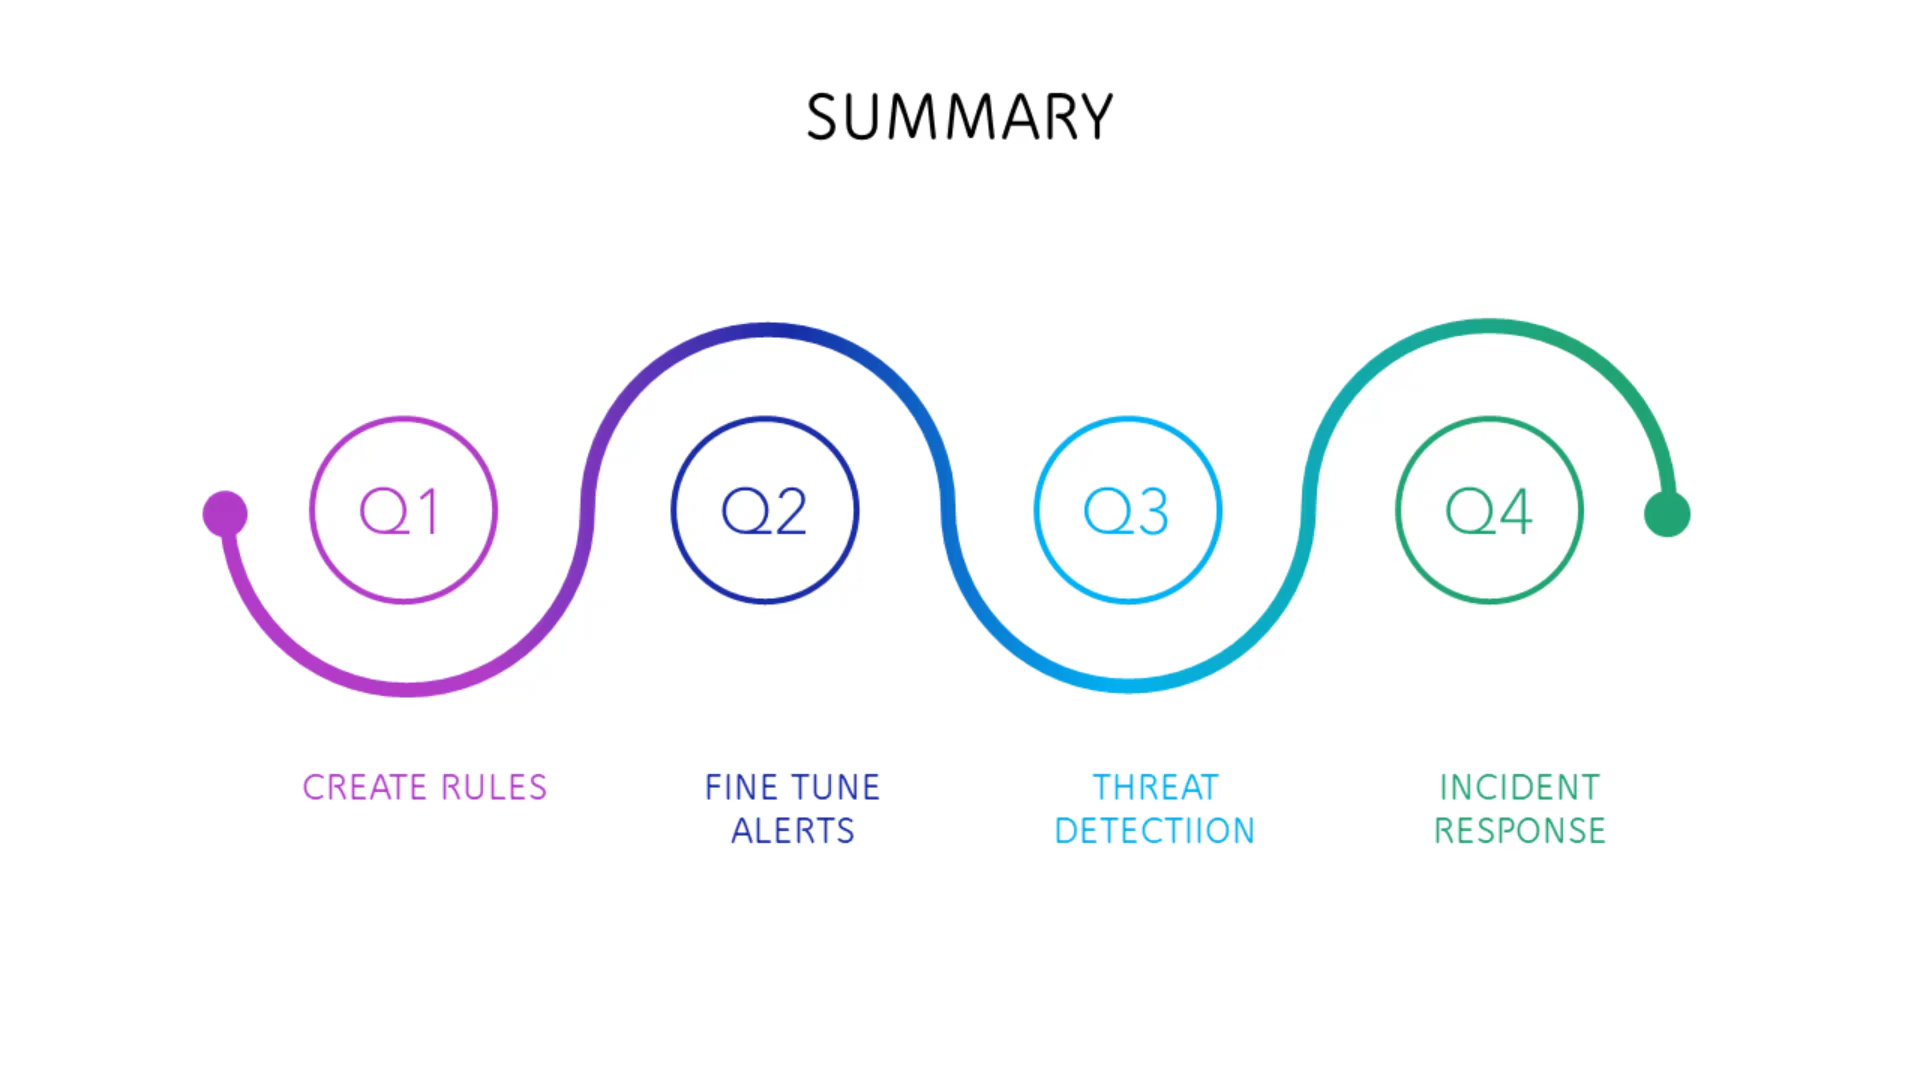 SUMMARY
Q1
Q2
Q3
Q4
CREATE RULES
FINE TUNE
ALERTS
THREAT
DETECTIION
INCIDENT
RESPONSE